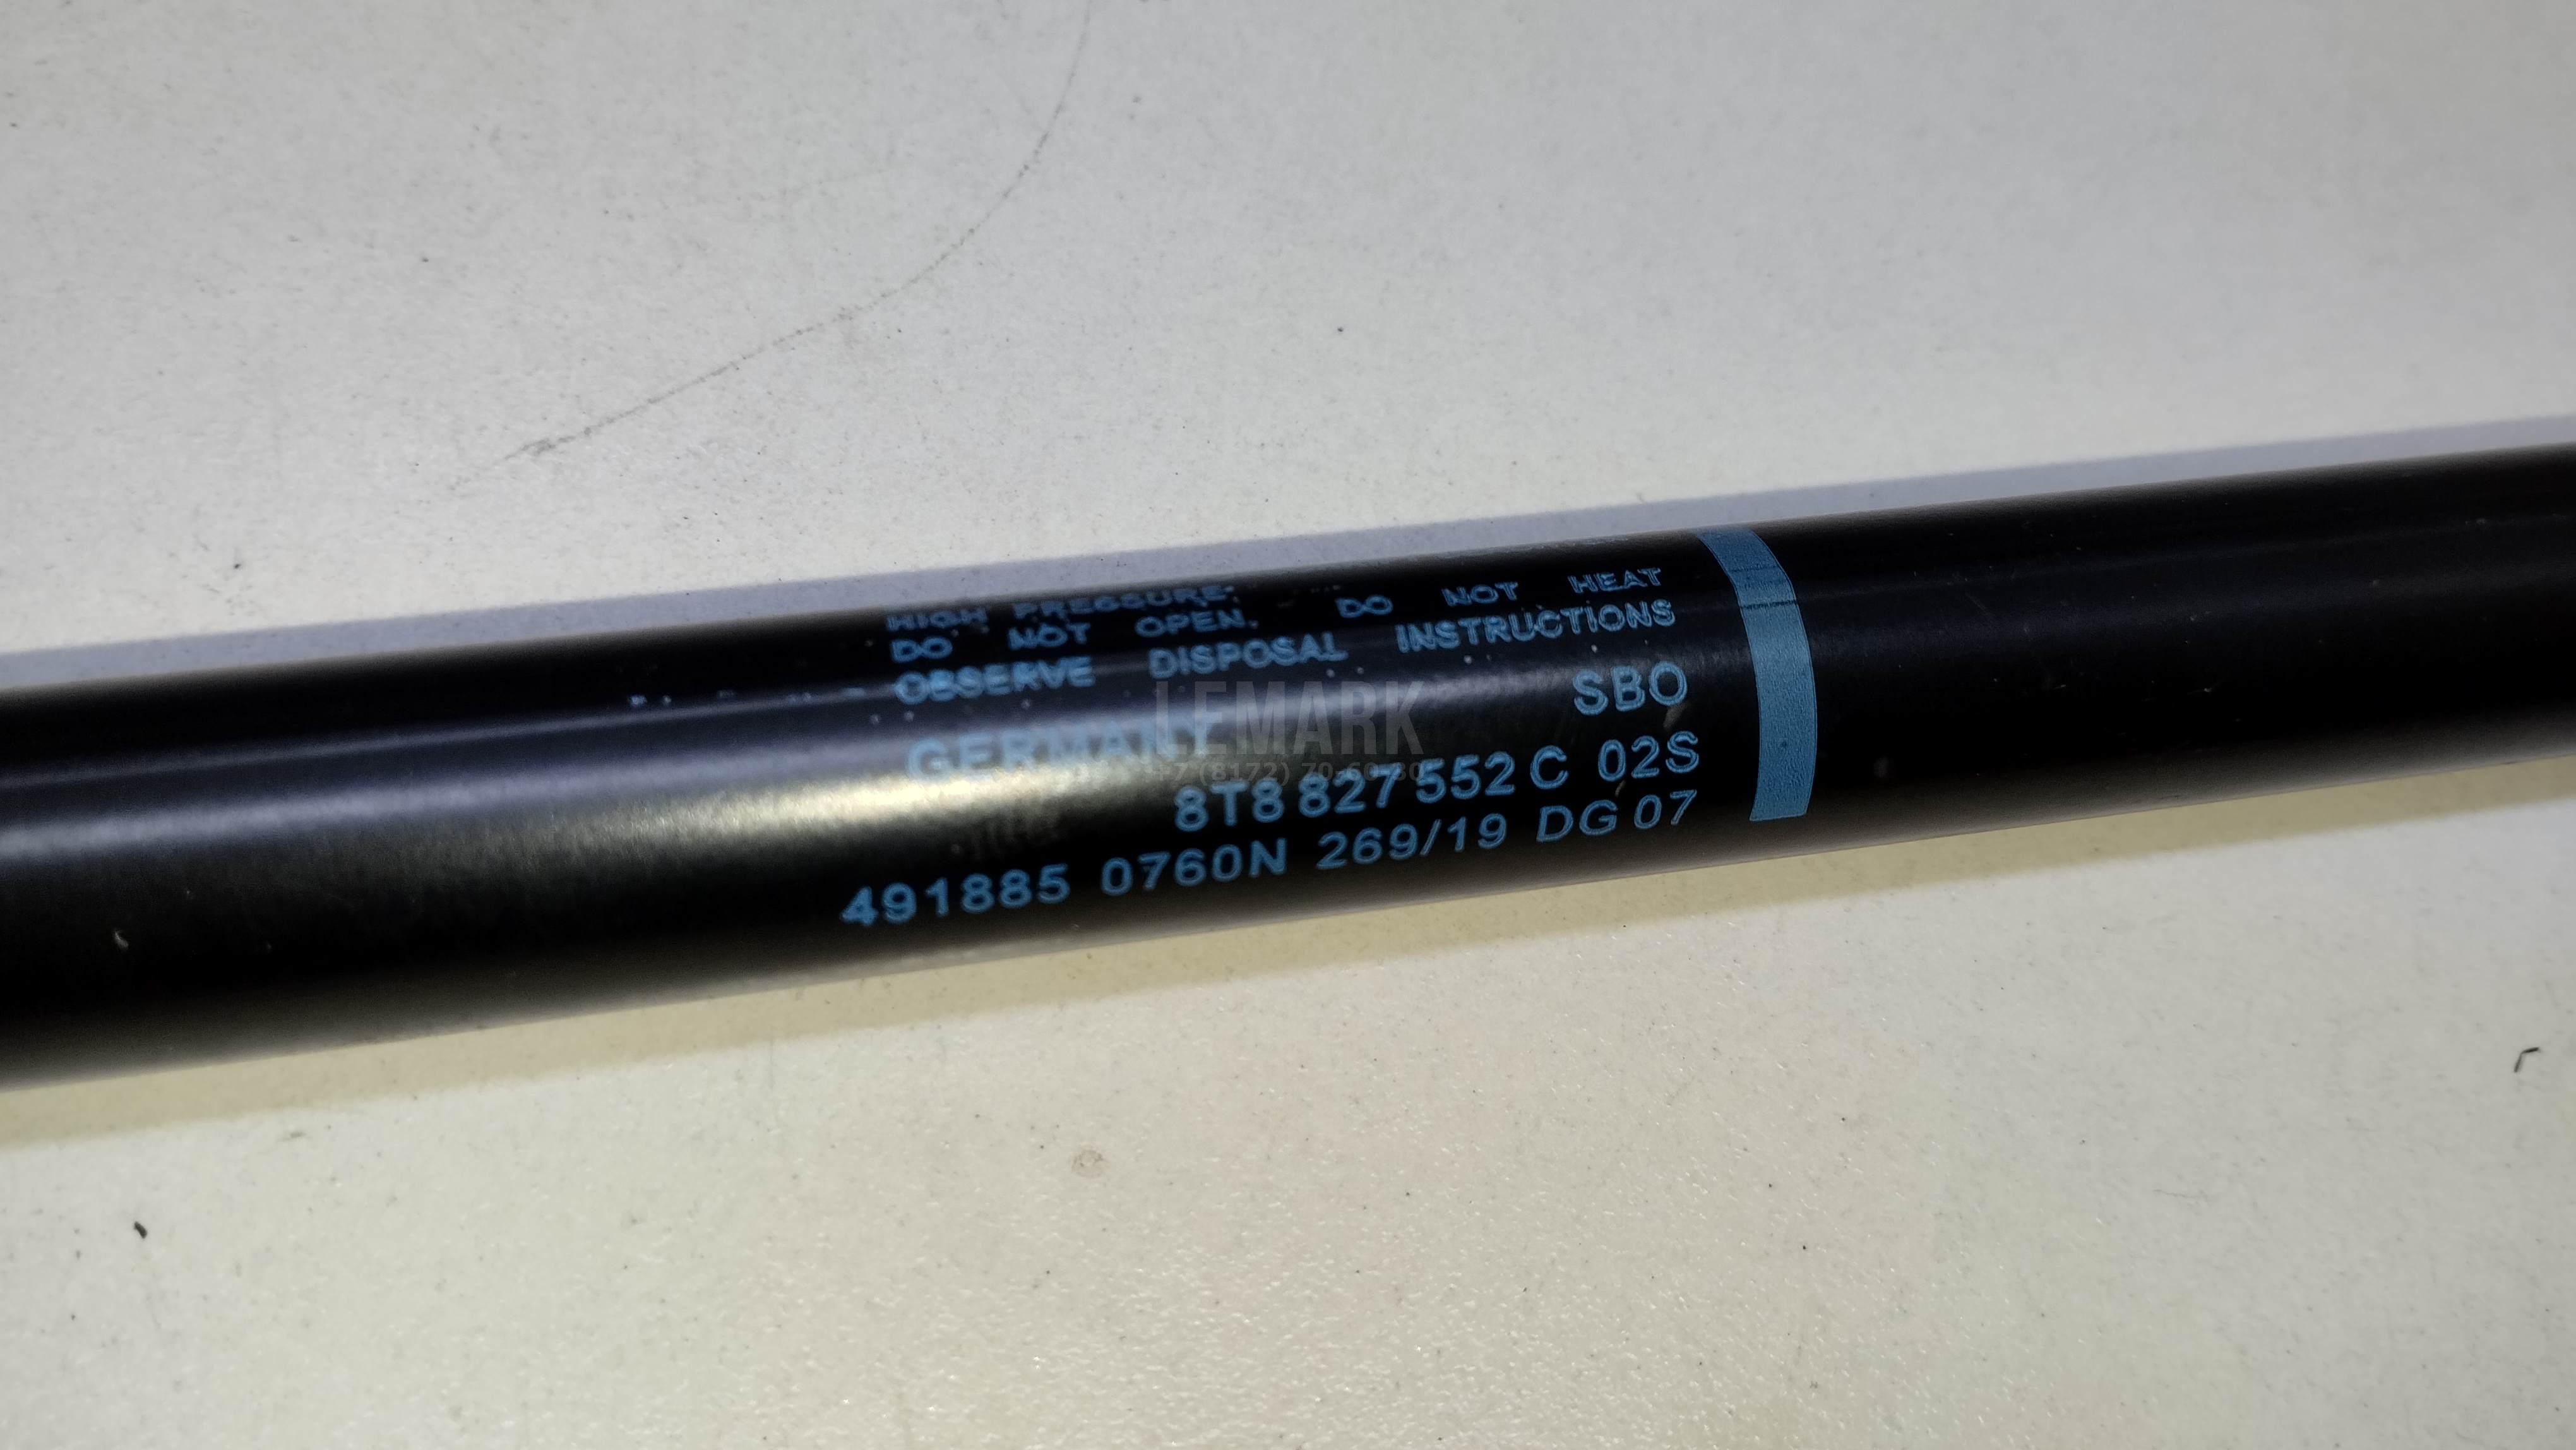 HIGH PRESSURE.
DO NOT OPEN. DO NOT HEAT
OBSERVE DISPOSAL INSTRUCTIONS
SBO
GERMANY
LEMARK
8T8 827 552 C 02S
491885 0760N 269/19 DG 07